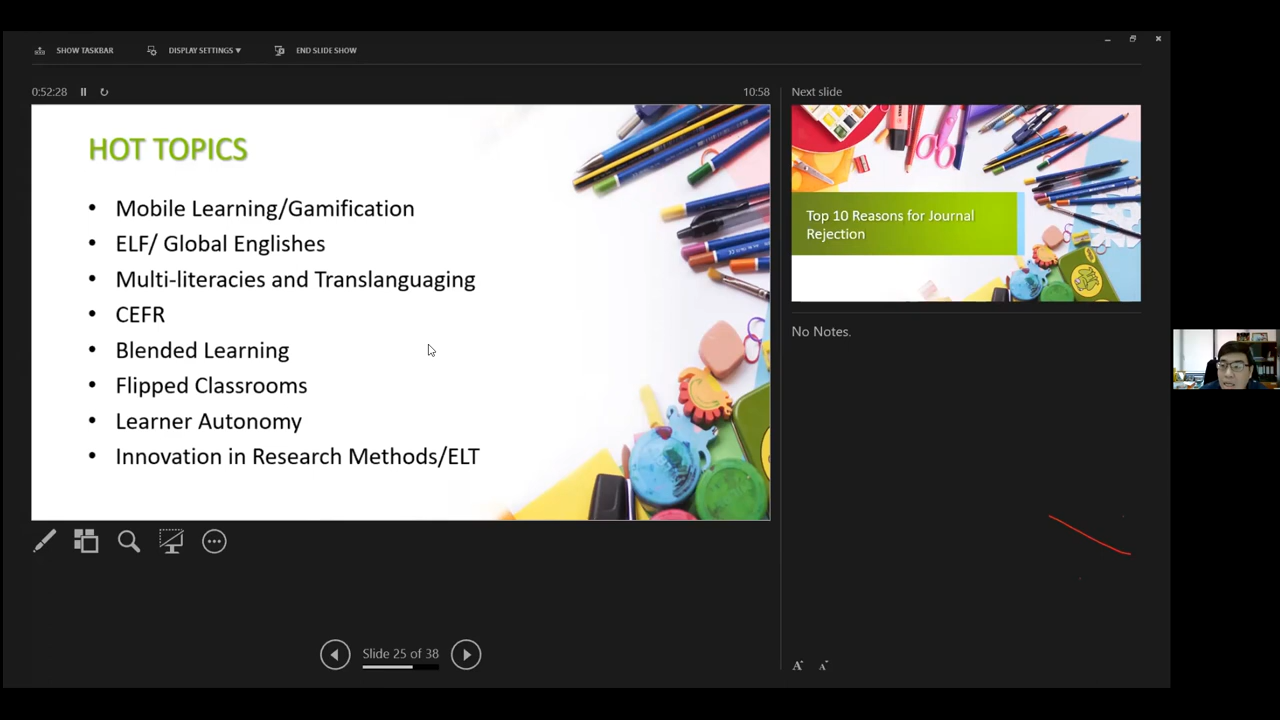 SHOW TASKBAR
DISPLAY SETTINGS ▼
END SLIDE SHOW
0:52:28
10:58
HOT TOPICS
• Mobile Learning/Gamification
• ELF/ Global Englishes
• Multi-literacies and Translanguaging
• CEFR
• Blended Learning
• Flipped Classrooms
• Learner Autonomy
• Innovation in Research Methods/ELT
Slide 25 of 38
Next slide
Top 10 Reasons for Journal
Rejection
No Notes.
A A